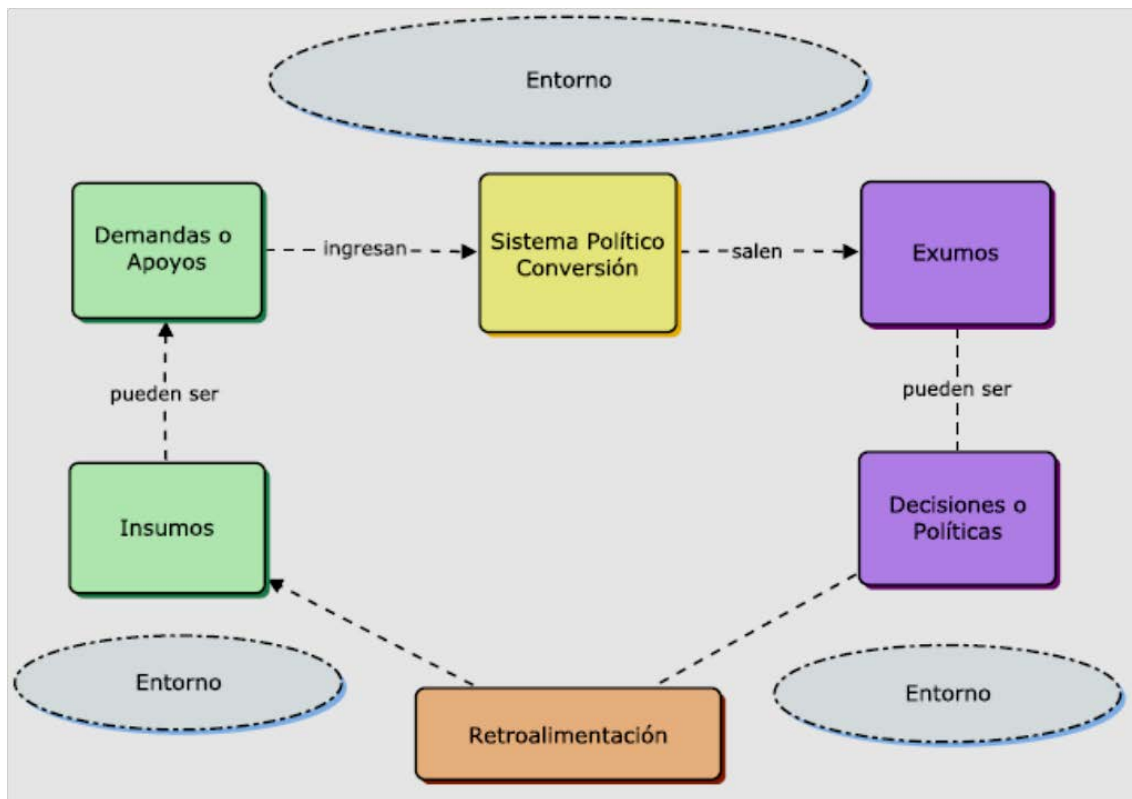 Entorno
Demandas o
Apoyos
ingresan
Sistema Político
Conversión
salen
Exumos
pueden ser
pueden ser
Insumos
Decisiones o
Políticas
Entorno
Entorno
Retroalimentación